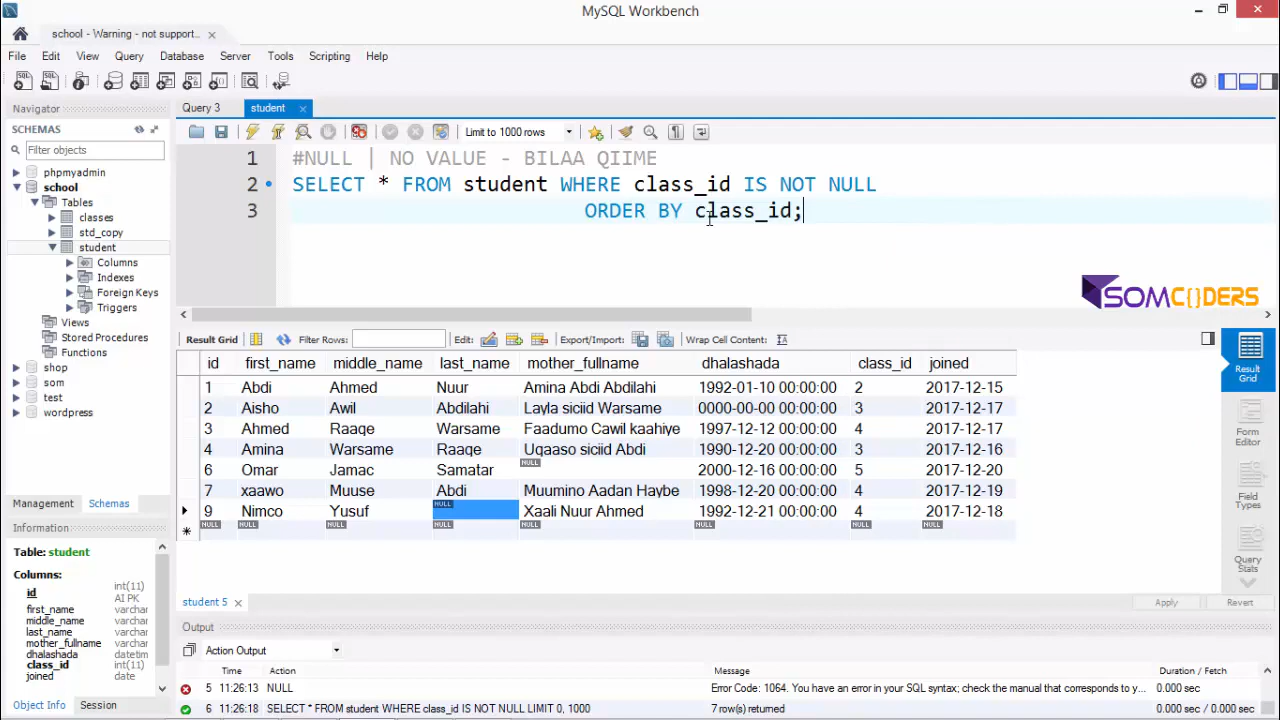 MySQL Workbench
school - Warning - not support...
File Edit View Query Database Server Tools Scripting Help
Navigator
SCHEMAS
Filter objects
phpmyadmin
school
Tables
classes
std_copy
student
Columns
Indexes
Foreign Keys
Triggers
Views
Stored Procedures
Functions
shop
som
test
wordpress
Management Schemas
Information
Table: student
Columns:
id int(11) AI PK
first_name varchar
middle_name varchar
last_name varchar
mother_fullname varchar
dhalashada datetim
class_id int(11)
joined date
Object Info Session
Query 3 student
Limit to 1000 rows
1 #NULL | NO VALUE - BILAA QIIME
2 SELECT * FROM student WHERE class_id IS NOT NULL
3 ORDER BY class_id;
SOMC{}DERS
Result Grid Filter Rows: Edit: Export/Import: Wrap Cell Content:
id first_name middle_name last_name mother_fullname dhalashada class_id joined
1 Abdi Ahmed Nuur Amina Abdi Abdilahi 1992-01-10 00:00:00 2 2017-12-15
2 Aisho Awil Abdilahi Layla siciid Warsame 0000-00-00 00:00:00 3 2017-12-17
3 Ahmed Raaqe Warsame Faadumo Cawil kaahiye 1997-12-12 00:00:00 4 2017-12-17
4 Amina Warsame Raaqe Uqaaso siciid Abdi 1990-12-20 00:00:00 3 2017-12-16
6 Omar Jamac Samatar NULL 2000-12-16 00:00:00 5 2017-12-20
7 xaawo Muuse Abdi Muumino Aadan Haybe 1998-12-20 00:00:00 4 2017-12-19
9 Nimco Yusuf NULL Xaali Nuur Ahmed 1992-12-21 00:00:00 4 2017-12-18
NULL NULL NULL NULL NULL NULL NULL NULL
Result Grid
Form Editor
Field Types
Query Stats
student 5 Apply Revert
Output
Action Output
Time Action Message Duration / Fetch
5 11:26:13 NULL Error Code: 1064. You have an error in your SQL syntax; check the manual that corresponds to y... 0.000 sec
6 11:26:18 SELECT * FROM student WHERE class_id IS NOT NULL LIMIT 0, 1000 7 row(s) returned 0.000 sec / 0.000 sec